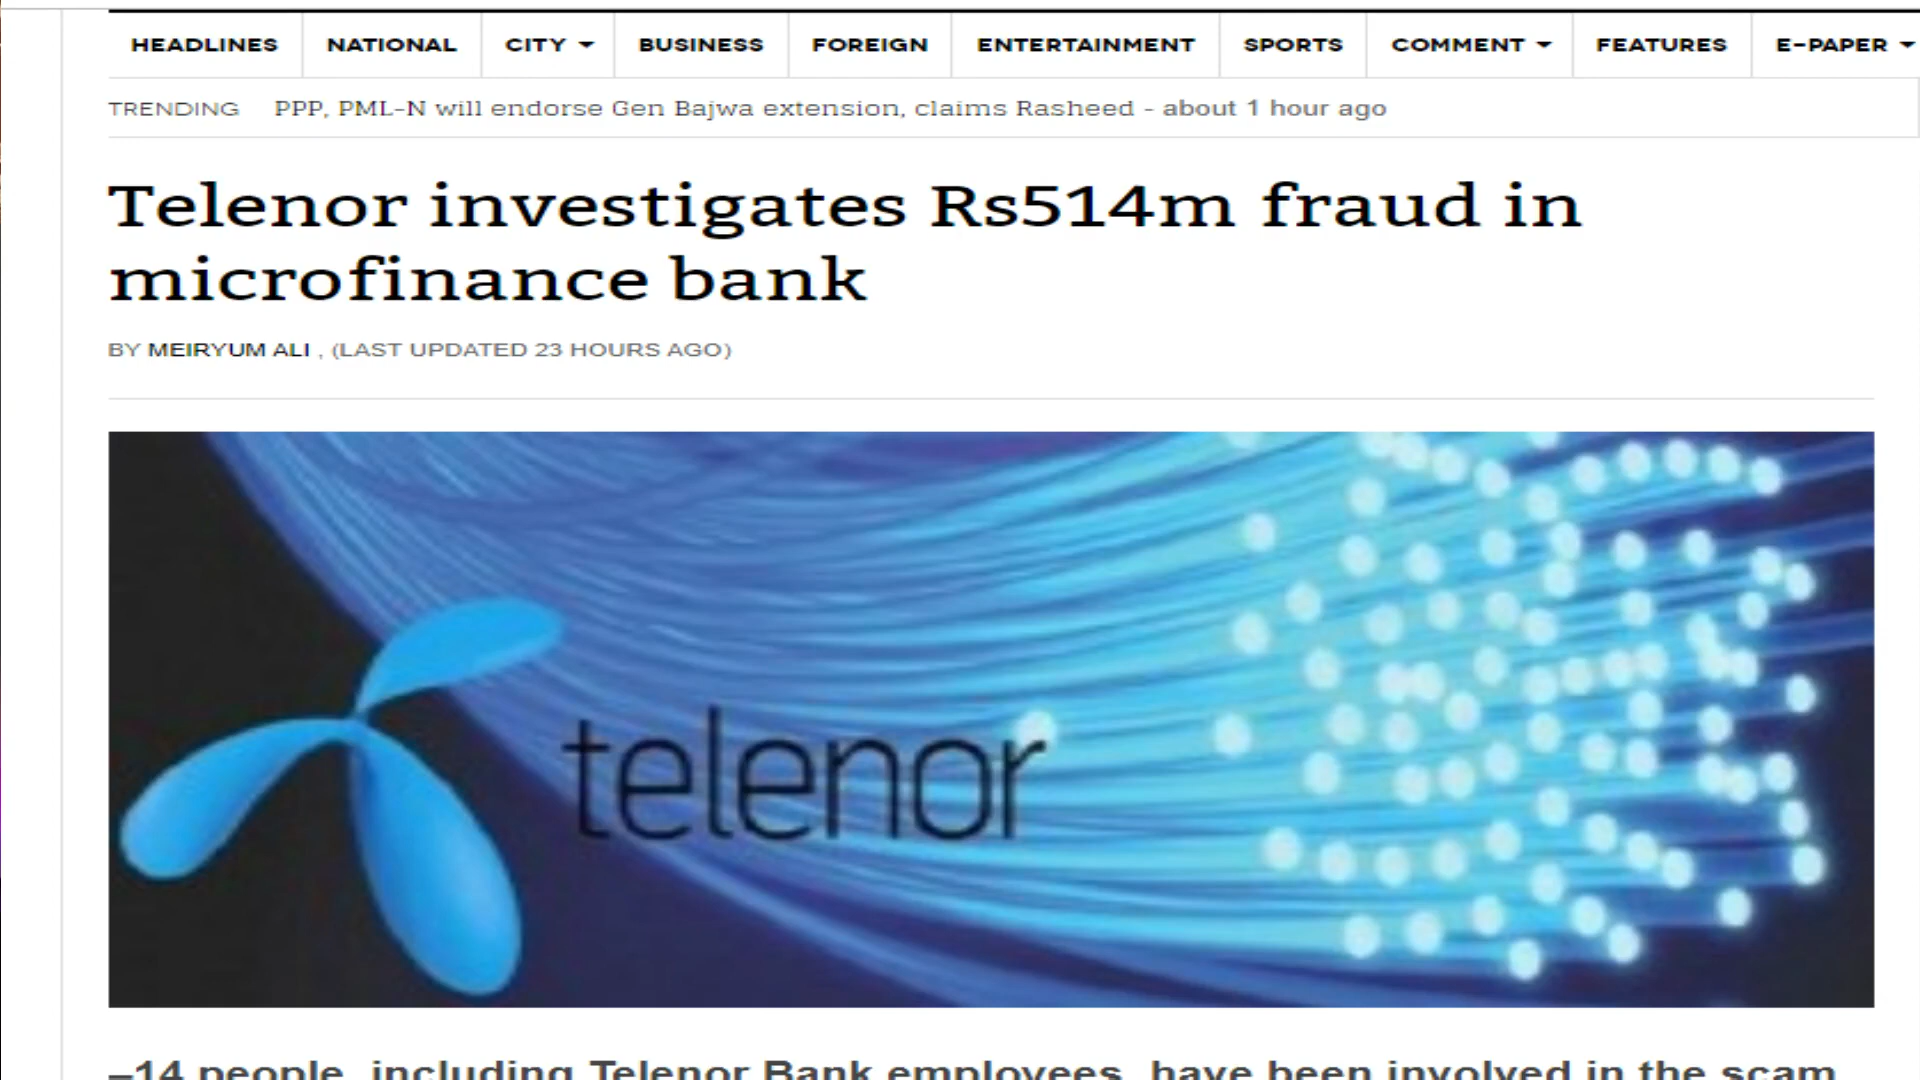 HEADLINES NATIONAL CITY BUSINESS FOREIGN ENTERTAINMENT SPORTS COMMENT FEATURES E-PAPER
TRENDING PPP, PML-N will endorse Gen Bajwa extension, claims Rasheed - about 1 hour ago
Telenor investigates Rs514m fraud in
microfinance bank
BY MEIRYUM ALI , (LAST UPDATED 23 HOURS AGO)
telenor
–14 people, including Telenor Bank employees, have been involved in the scam